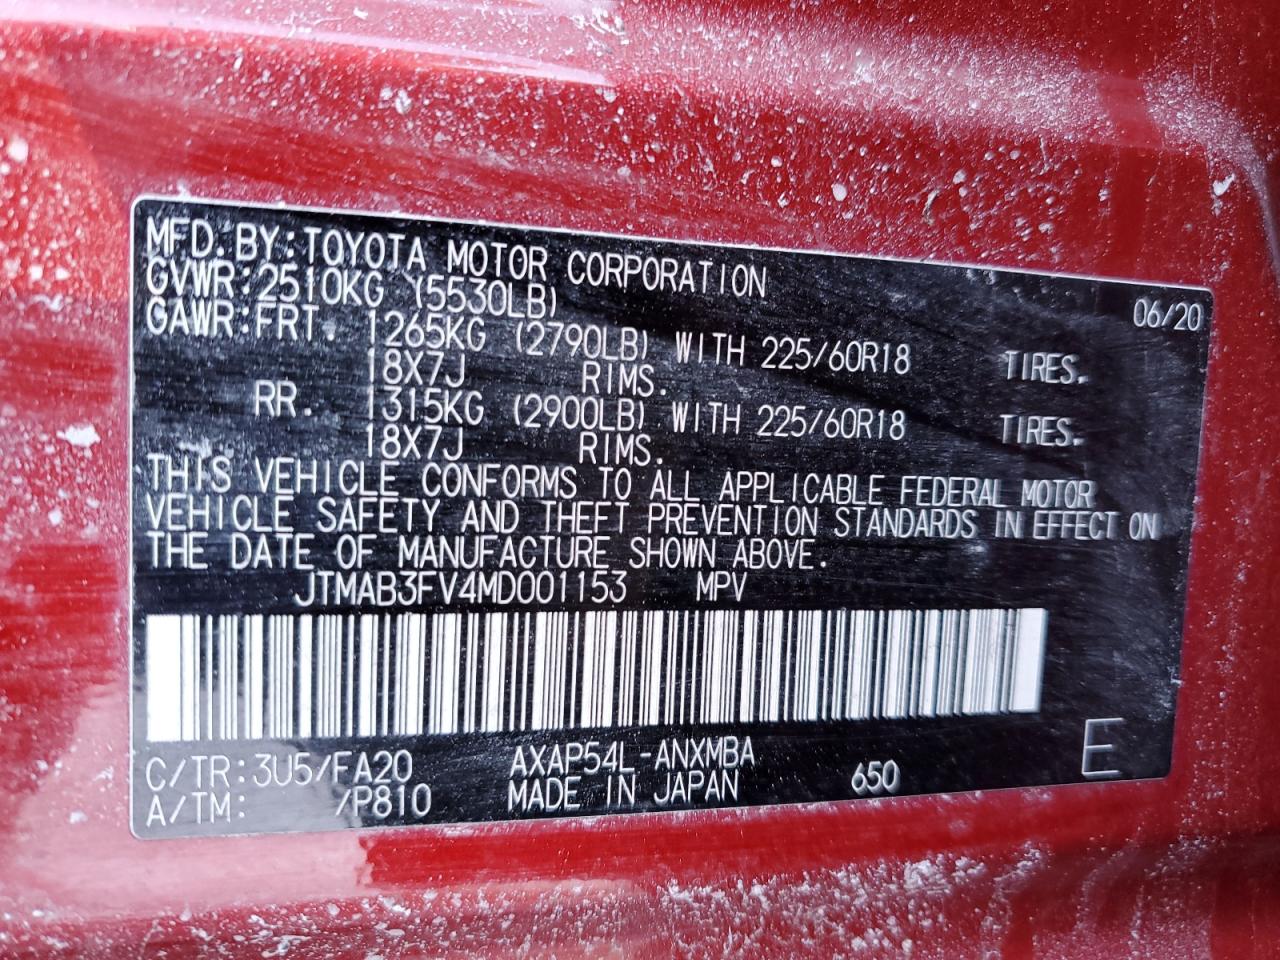 MFD.BY:TOYOTA MOTOR CORPORATION 06/20
GVWR:2510KG (5530LB)
GAWR:FRT. 1265KG (2790LB) WITH 225/60R18 TIRES.
18X7J RIMS.
RR. 1315KG (2900LB) WITH 225/60R18 TIRES.
18X7J RIMS.
THIS VEHICLE CONFORMS TO ALL APPLICABLE FEDERAL MOTOR
VEHICLE SAFETY AND THEFT PREVENTION STANDARDS IN EFFECT ON
THE DATE OF MANUFACTURE SHOWN ABOVE.
JTMAB3FV4MD001153 MPV
C/TR:3U5/FA20 AXAP54L-ANXMBA
A/TM: /P810 MADE IN JAPAN 650 E